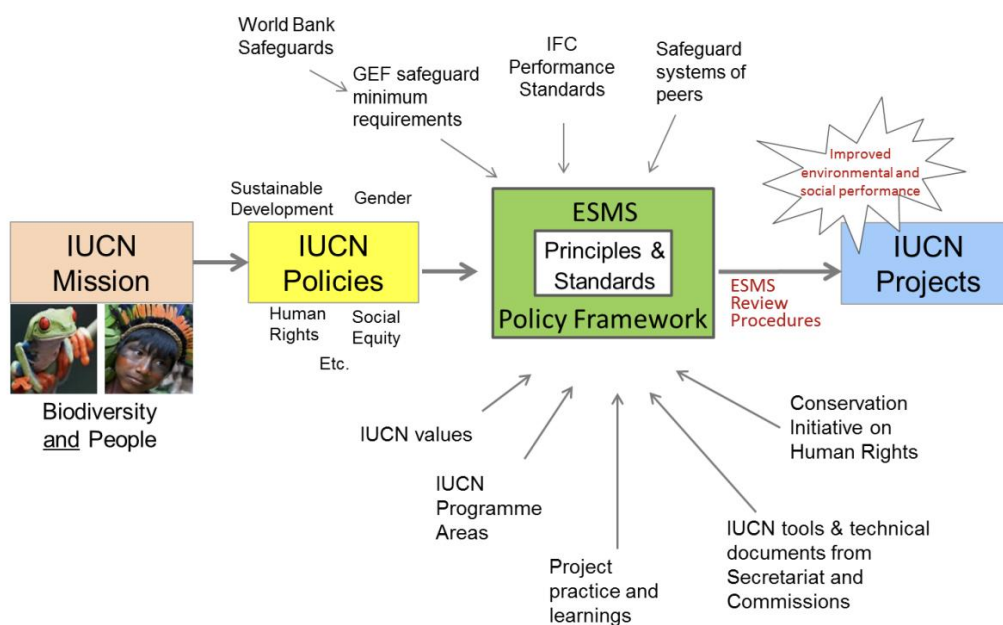 World Bank
Safeguards
GEF safeguard
minimum
requirements
IFC
Performance
Standards
Safeguard
systems of
peers
Improved
environmental and
social performance
Sustainable
Development
Gender
IUCN
Mission
IUCN
Policies
ESMS
Principles &
Standards
Policy Framework
ESMS
Review
Procedures
IUCN
Projects
Human
Rights
Social
Equity
Etc.
Biodiversity
and People
IUCN values
IUCN
Programme
Areas
Project
practice and
learnings
Conservation
Initiative on
Human Rights
IUCN tools & technical
documents from
Secretariat and
Commissions